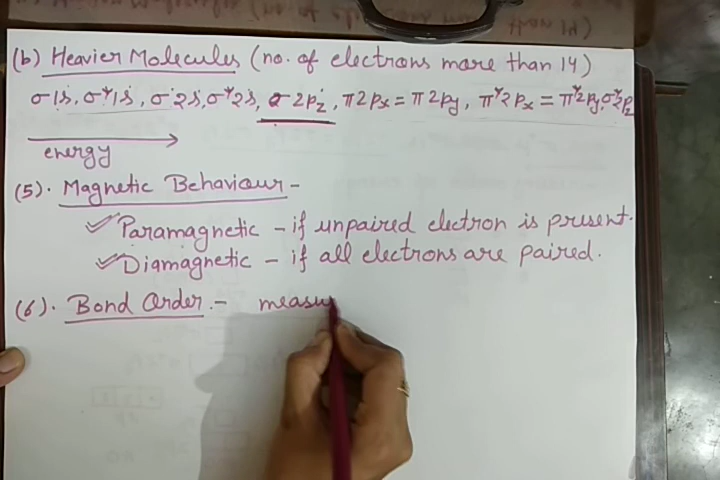 (b) Heavier Molecules (no. of electrons more than 14)
σ1s, σ*1s, σ2s, σ*2s, σ2pz, π2px = π2py, π*2px = π*2py, σ*2pz
energy
(5). Magnetic Behaviour -
✓ Paramagnetic - if unpaired electron is present.
✓ Diamagnetic - if all electrons are paired.
(6). Bond Order. - measu